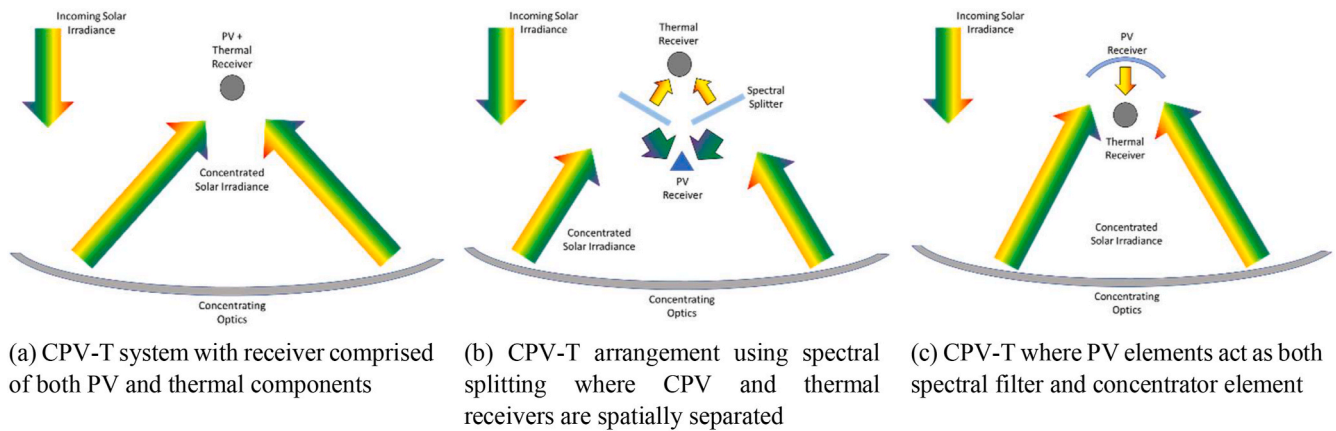 Incoming Solar
Irradiance
PV +
Thermal
Receiver
Concentrated
Solar Irradiance
Concentrating
Optics
(a) CPV-T system with receiver comprised
of both PV and thermal components
Incoming Solar
Irradiance
Thermal
Receiver
Spectral
Splitter
PV
Receiver
Concentrated
Solar Irradiance
Concentrating
Optics
(b) CPV-T arrangement using spectral
splitting where CPV and thermal
receivers are spatially separated
Incoming Solar
Irradiance
PV
Receiver
Thermal
Receiver
Concentrated
Solar Irradiance
Concentrating
Optics
(c) CPV-T where PV elements act as both
spectral filter and concentrator element